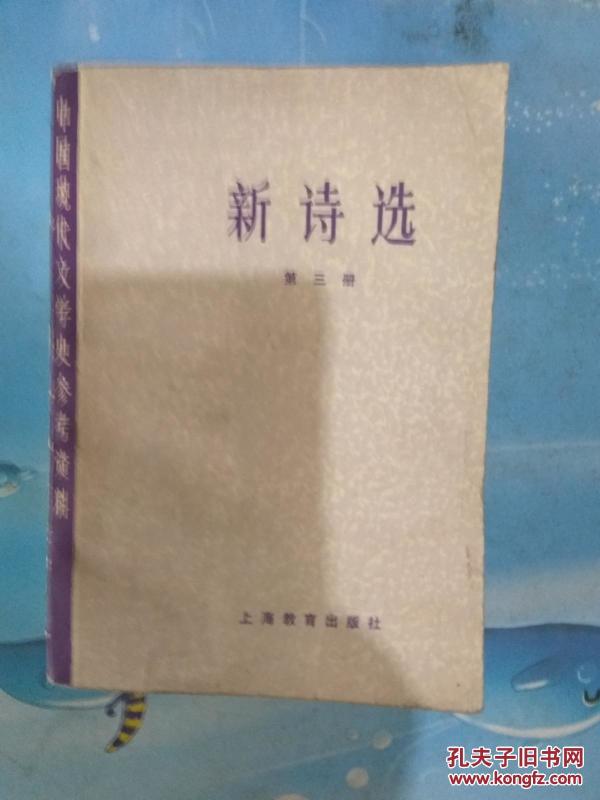 中国现代文学史参考资料
新诗选
第三册
上海教育出版社
孔夫子旧书网
www.kongfz.com